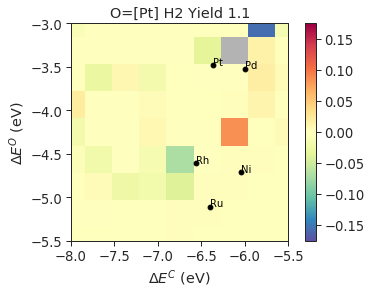 O=[Pt] H2 Yield 1.1
−3.0
−3.5
−4.0
−4.5
−5.0
−5.5
ΔE^O (eV)
Pt
Pd
Rh
Ni
Ru
−8.0 −7.5 −7.0 −6.5 −6.0 −5.5
ΔE^C (eV)
0.15
0.10
0.05
0.00
−0.05
−0.10
−0.15